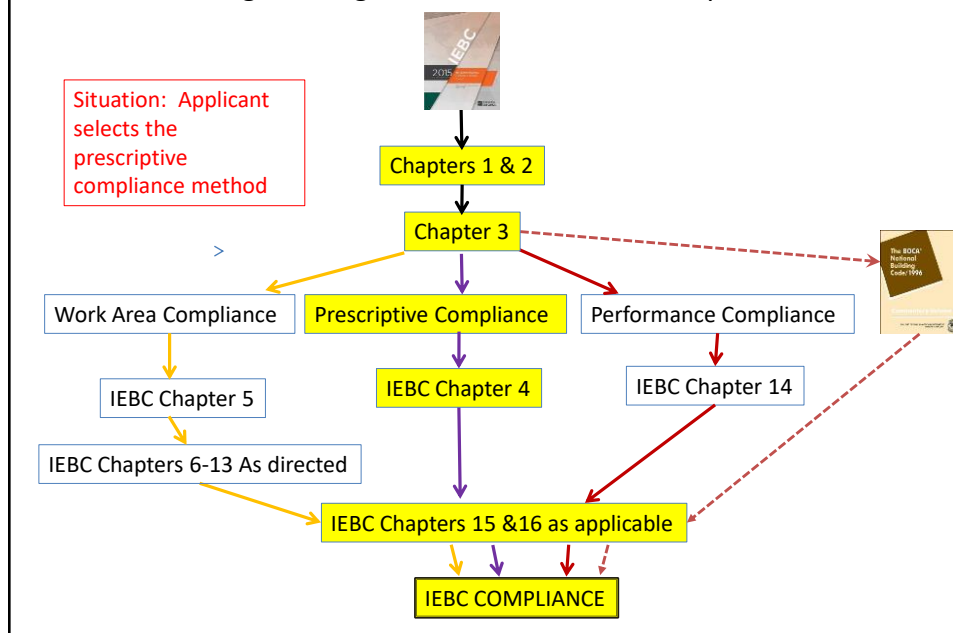 IEBC
2015
Situation: Applicant
selects the
prescriptive
compliance method
Chapters 1 & 2
Chapter 3
>
The BOCA
National
Building
Code/1996
Work Area Compliance
Prescriptive Compliance
Performance Compliance
IEBC Chapter 5
IEBC Chapter 4
IEBC Chapter 14
IEBC Chapters 6-13 As directed
IEBC Chapters 15 &16 as applicable
IEBC COMPLIANCE